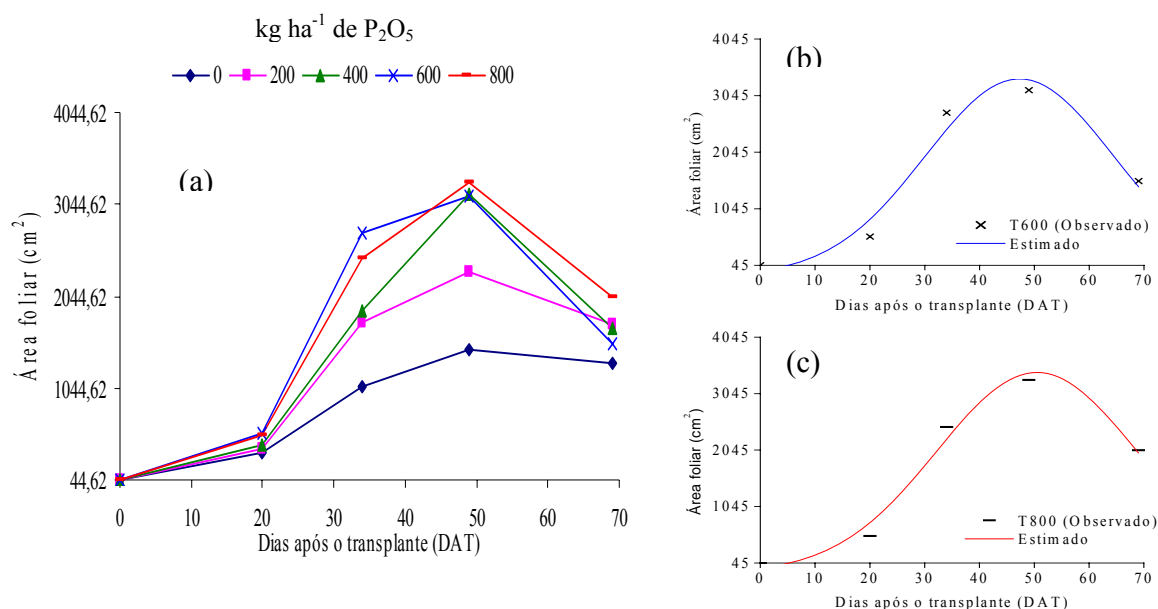 kg ha⁻¹ de P₂O₅
0 200 400 600 800
(a)
Área foliar (cm²)
4044,62
3044,62
2044,62
1044,62
44,62
0 10 20 30 40 50 60 70
Dias após o transplante (DAT)
(b)
Área foliar (cm²)
4045
3045
2045
1045
45
T600 (Observado)
Estimado
0 10 20 30 40 50 60 70
Dias após o transplante (DAT)
(c)
Área foliar (cm²)
4045
3045
2045
1045
45
T800 (Observado)
Estimado
0 10 20 30 40 50 60 70
Dias após o transplante (DAT)